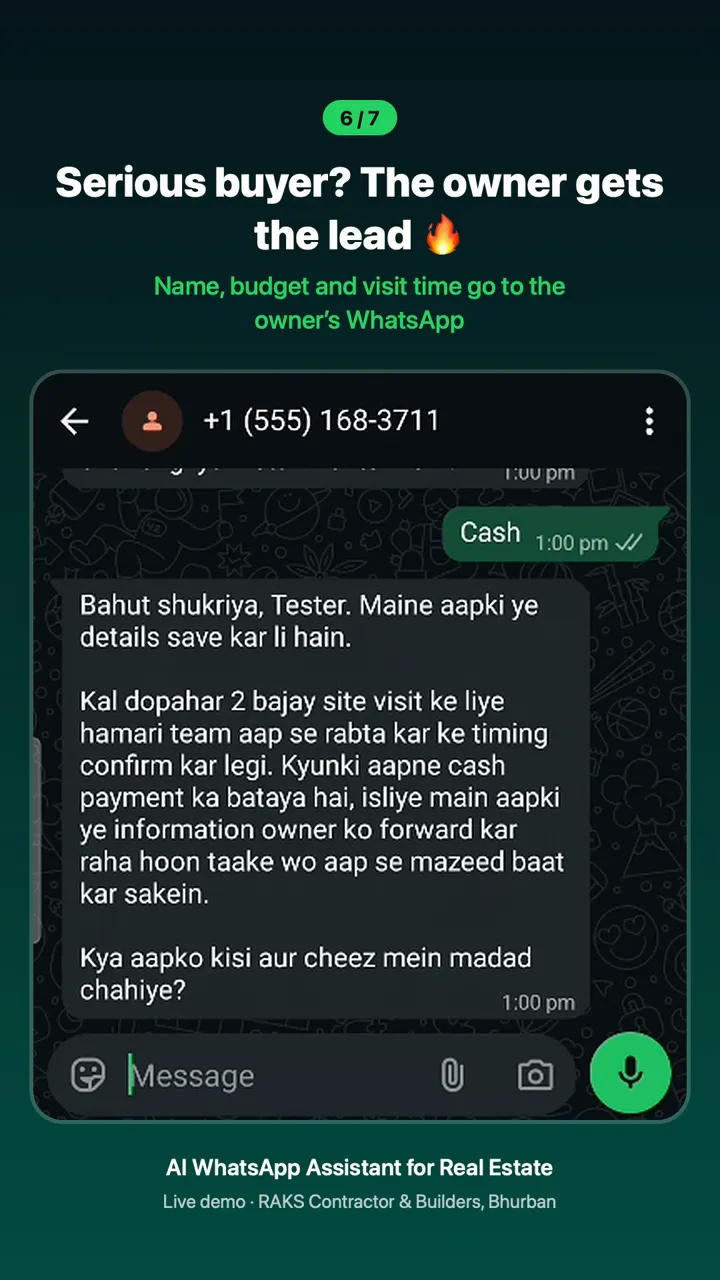 6 / 7
Serious buyer? The owner gets
the lead 🔥
Name, budget and visit time go to the
owner’s WhatsApp
+1 (555) 168-3711
1:00 pm
Cash 1:00 pm
Bahut shukriya, Tester. Maine aapki ye
details save kar li hain.
Kal dopahar 2 bajay site visit ke liye
hamari team aap se rabta kar ke timing
confirm kar legi. Kyunki aapne cash
payment ka bataya hai, isliye main aapki
ye information owner ko forward kar
raha hoon taake wo aap se mazeed baat
kar sakein.
Kya aapko kisi aur cheez mein madad
chahiye?
1:00 pm
Message
AI WhatsApp Assistant for Real Estate
Live demo · RAKS Contractor & Builders, Bhurban